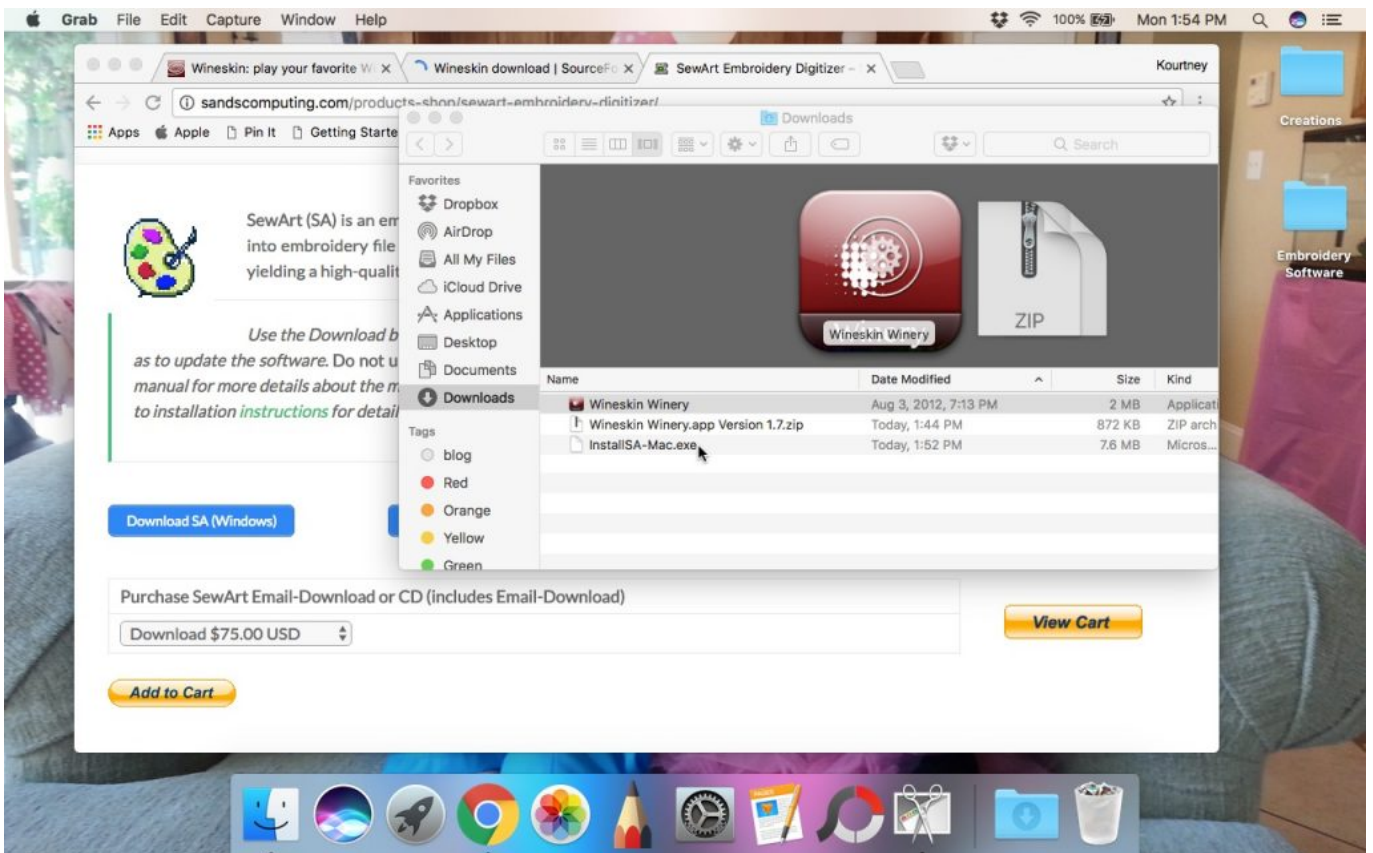 Grab File Edit Capture Window Help 100% Mon 1:54 PM
Wineskin: play your favorite W Wineskin download | SourceFo SewArt Embroidery Digitizer – Kourtney
sandscomputing.com/products-shop/sewart-embroidery-digitizer/
Apps Apple Pin It Getting Starte
SewArt (SA) is an em
into embroidery file
yielding a high-qualit
Use the Download b
as to update the software. Do not u
manual for more details about the m
to installation instructions for detail
Download SA (Windows)
Purchase SewArt Email-Download or CD (includes Email-Download)
Download $75.00 USD
Add to Cart
View Cart
Downloads
Search
Favorites
Dropbox
AirDrop
All My Files
iCloud Drive
Applications
Desktop
Documents
Downloads
Tags
blog
Red
Orange
Yellow
Green
Winery
Wineskin Winery
ZIP
Name Date Modified Size Kind
Wineskin Winery Aug 3, 2012, 7:13 PM 2 MB Applicati
Wineskin Winery.app Version 1.7.zip Today, 1:44 PM 872 KB ZIP arch
InstallSA-Mac.exe Today, 1:52 PM 7.6 MB Micros...
Creations
Embroidery
Software
PAGES